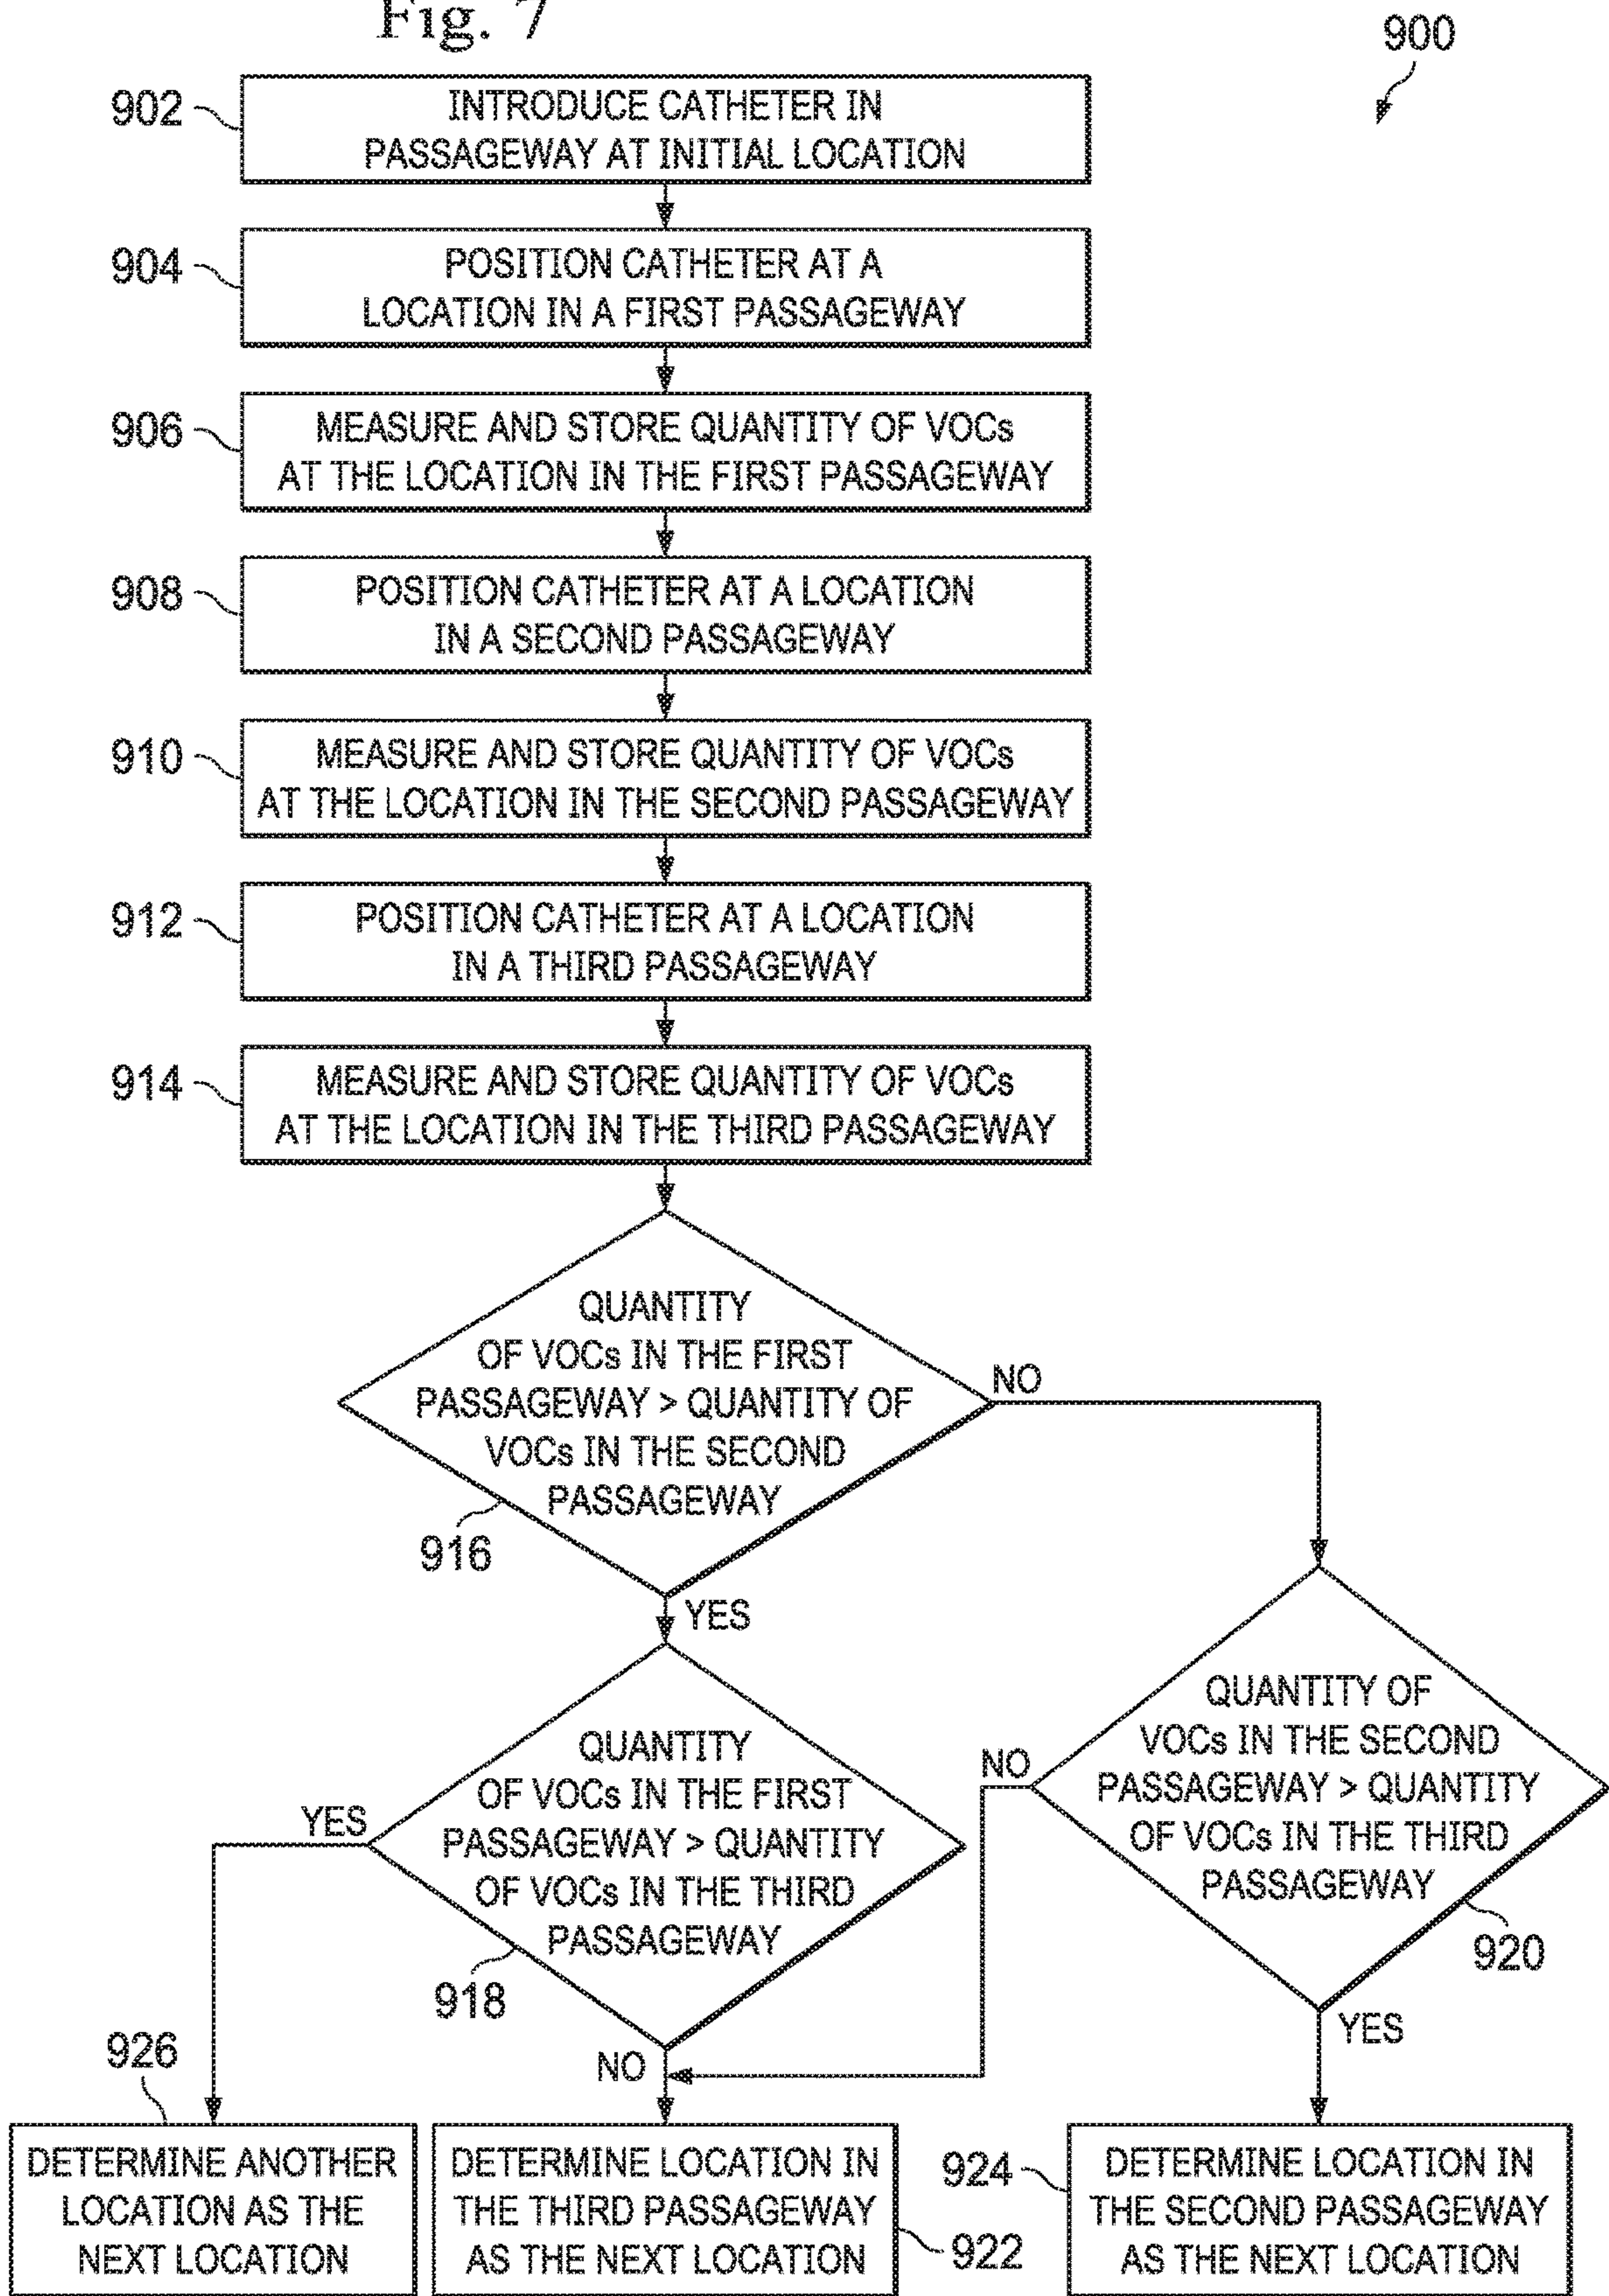 Fig. 7
900
902
INTRODUCE CATHETER IN
PASSAGEWAY AT INITIAL LOCATION
904
POSITION CATHETER AT A
LOCATION IN A FIRST PASSAGEWAY
906
MEASURE AND STORE QUANTITY OF VOCs
AT THE LOCATION IN THE FIRST PASSAGEWAY
908
POSITION CATHETER AT A LOCATION
IN A SECOND PASSAGEWAY
910
MEASURE AND STORE QUANTITY OF VOCs
AT THE LOCATION IN THE SECOND PASSAGEWAY
912
POSITION CATHETER AT A LOCATION
IN A THIRD PASSAGEWAY
914
MEASURE AND STORE QUANTITY OF VOCs
AT THE LOCATION IN THE THIRD PASSAGEWAY
QUANTITY
OF VOCs IN THE FIRST
PASSAGEWAY > QUANTITY OF
VOCs IN THE SECOND
PASSAGEWAY
916
NO
YES
QUANTITY
OF VOCs IN THE FIRST
PASSAGEWAY > QUANTITY
OF VOCs IN THE THIRD
PASSAGEWAY
918
YES
NO
QUANTITY OF
VOCs IN THE SECOND
PASSAGEWAY > QUANTITY
OF VOCs IN THE THIRD
PASSAGEWAY
920
NO
YES
926
DETERMINE ANOTHER
LOCATION AS THE
NEXT LOCATION
DETERMINE LOCATION IN
THE THIRD PASSAGEWAY
AS THE NEXT LOCATION
922
924
DETERMINE LOCATION IN
THE SECOND PASSAGEWAY
AS THE NEXT LOCATION